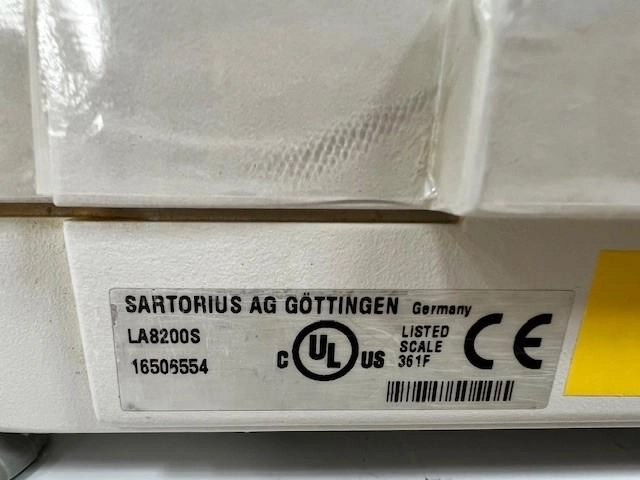 SARTORIUS AG GÖTTINGEN Germany
LA8200S
16506554
C UL US
LISTED
SCALE
361F
CE